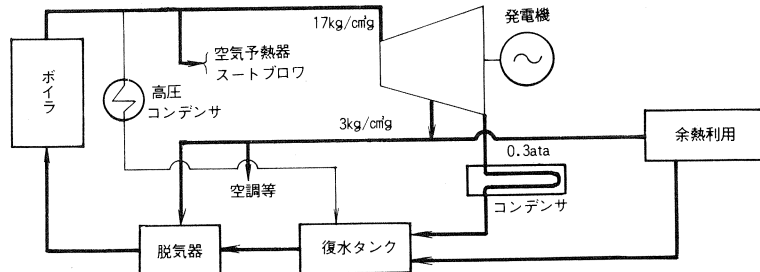 17kg/cm²g
発電機
空気予熱器
スートブロワ
ボイラ
高圧
コンデンサ
3kg/cm²g
余熱利用
0.3ata
空調等
コンデンサ
脱気器
復水タンク